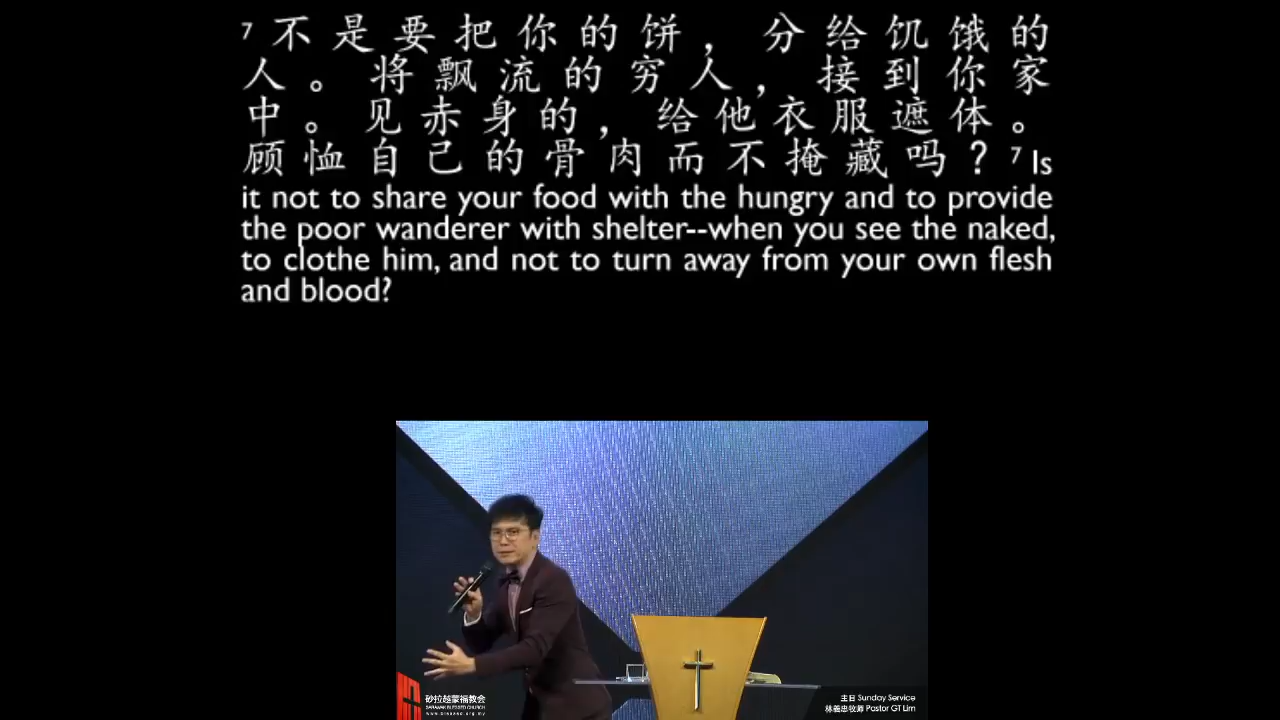 ⁷ 不是要把你的饼，分给饥饿的
人。将飘流的穷人，接到你家
中。见赤身的，给他衣服遮体。
顾恤自己的骨肉而不掩藏吗？⁷ Is
it not to share your food with the hungry and to provide
the poor wanderer with shelter--when you see the naked,
to clothe him, and not to turn away from your own flesh
and blood?
砂拉越蒙福教会
SARAWAK BLESSED CHURCH
主日 Sunday Service
林義忠牧师 Pastor GT Lim